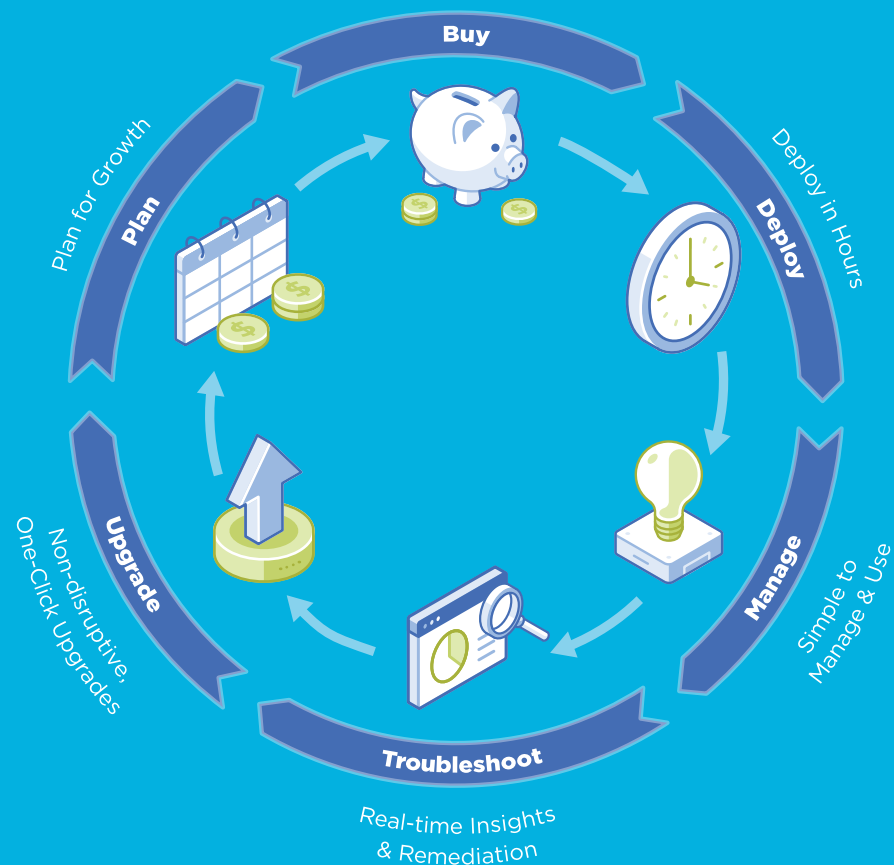 Buy
Deploy
Deploy in Hours
Manage
Simple to
Manage & Use
Troubleshoot
Real-time Insights
& Remediation
Upgrade
Non-disruptive,
One-Click Upgrades
Plan
Plan for Growth
$
$
$
$